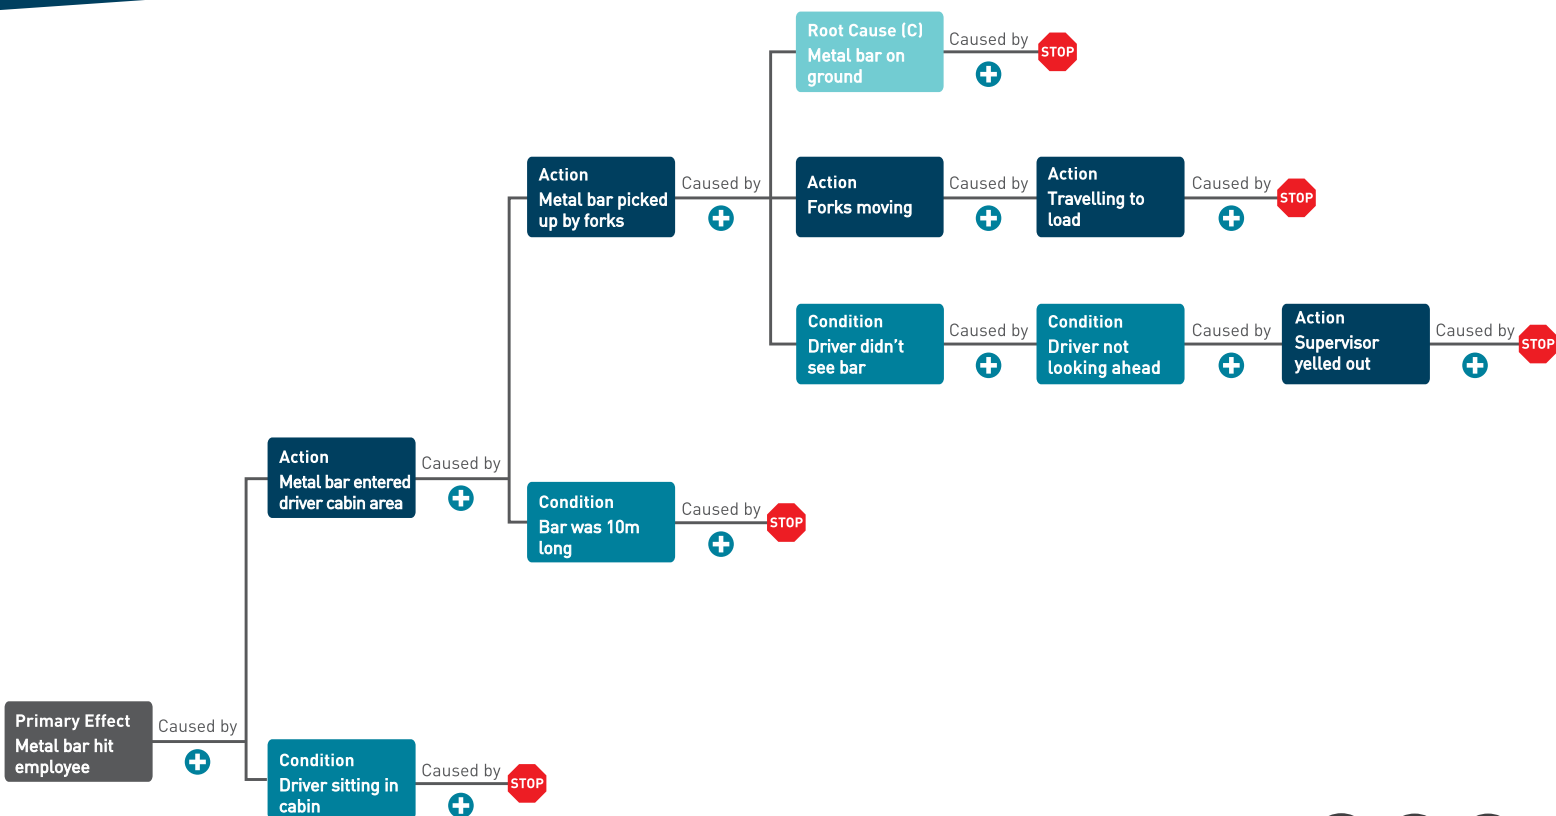 Root Cause (C)
Metal bar on
ground
Caused by
STOP
Action
Metal bar picked
up by forks
Caused by
Action
Forks moving
Caused by
Action
Travelling to
load
Caused by
STOP
Condition
Driver didn't
see bar
Caused by
Condition
Driver not
looking ahead
Caused by
Action
Supervisor
yelled out
Caused by
STOP
Action
Metal bar entered
driver cabin area
Caused by
Condition
Bar was 10m
long
Caused by
STOP
Primary Effect
Metal bar hit
employee
Caused by
Condition
Driver sitting in
cabin
Caused by
STOP